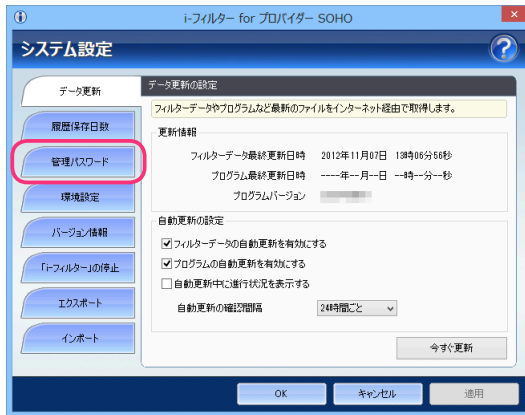 i-フィルター for プロバイダー SOHO
システム設定
データ更新
履歴保存日数
管理パスワード
環境設定
バージョン情報
「i-フィルター」の停止
エクスポート
インポート
データ更新の設定
フィルターデータやプログラムなど最新のファイルをインターネット経由で取得します。
更新情報
フィルターデータ最終更新日時 2012年11月07日 13時06分56秒
プログラム最終更新日時 ----年--月--日 --時--分--秒
プログラムバージョン
自動更新の設定
フィルターデータの自動更新を有効にする
プログラムの自動更新を有効にする
自動更新中に進行状況を表示する
自動更新の確認間隔 24時間ごと
今すぐ更新
OK キャンセル 適用